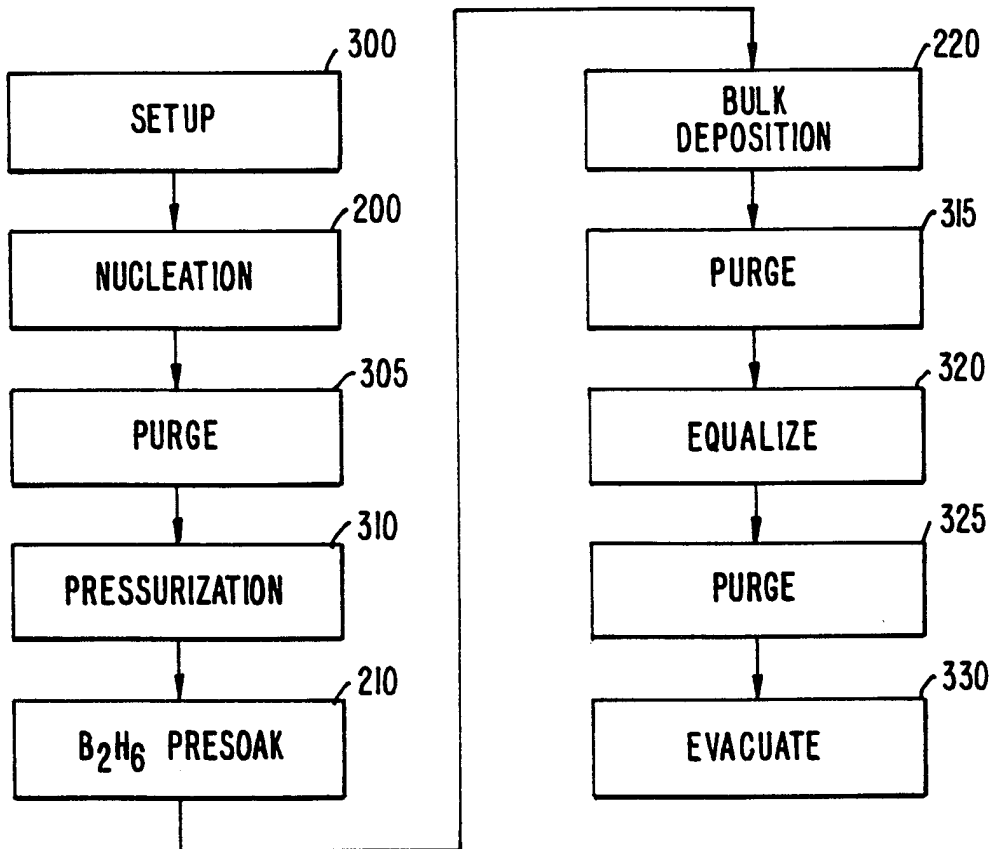 300
SETUP
200
NUCLEATION
305
PURGE
310
PRESSURIZATION
210
B₂H₆ PRESOAK
220
BULK
DEPOSITION
315
PURGE
320
EQUALIZE
325
PURGE
330
EVACUATE